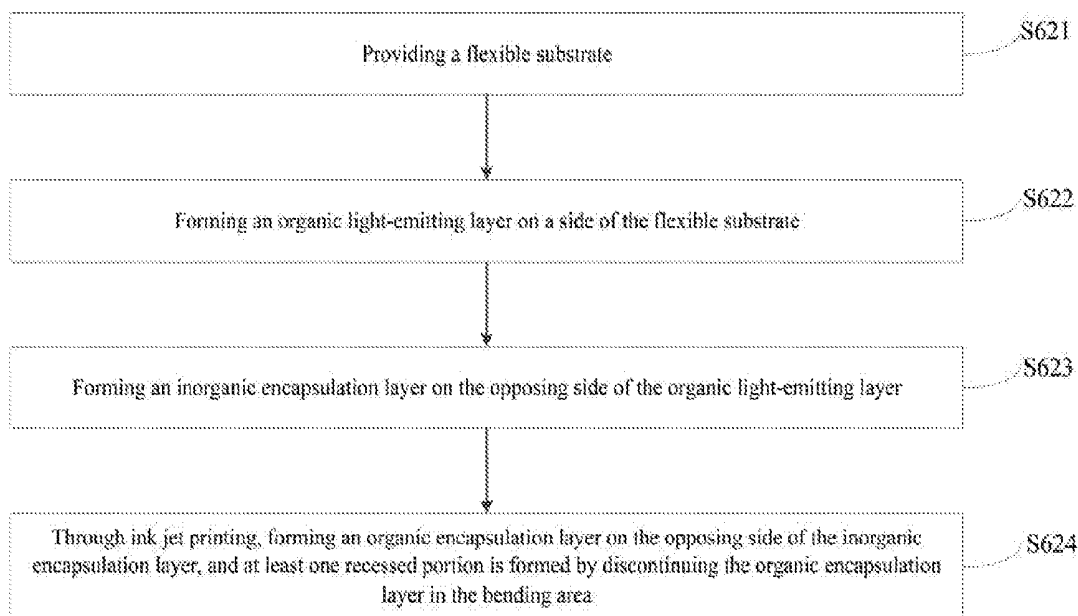 S621
Providing a flexible substrate
S622
Forming an organic light-emitting layer on a side of the flexible substrate
S623
Forming an inorganic encapsulation layer on the opposing side of the organic light-emitting layer
S624
Through ink jet printing, forming an organic encapsulation layer on the opposing side of the inorganic
encapsulation layer, and at least one recessed portion is formed by discontinuing the organic encapsulation
layer in the bending area